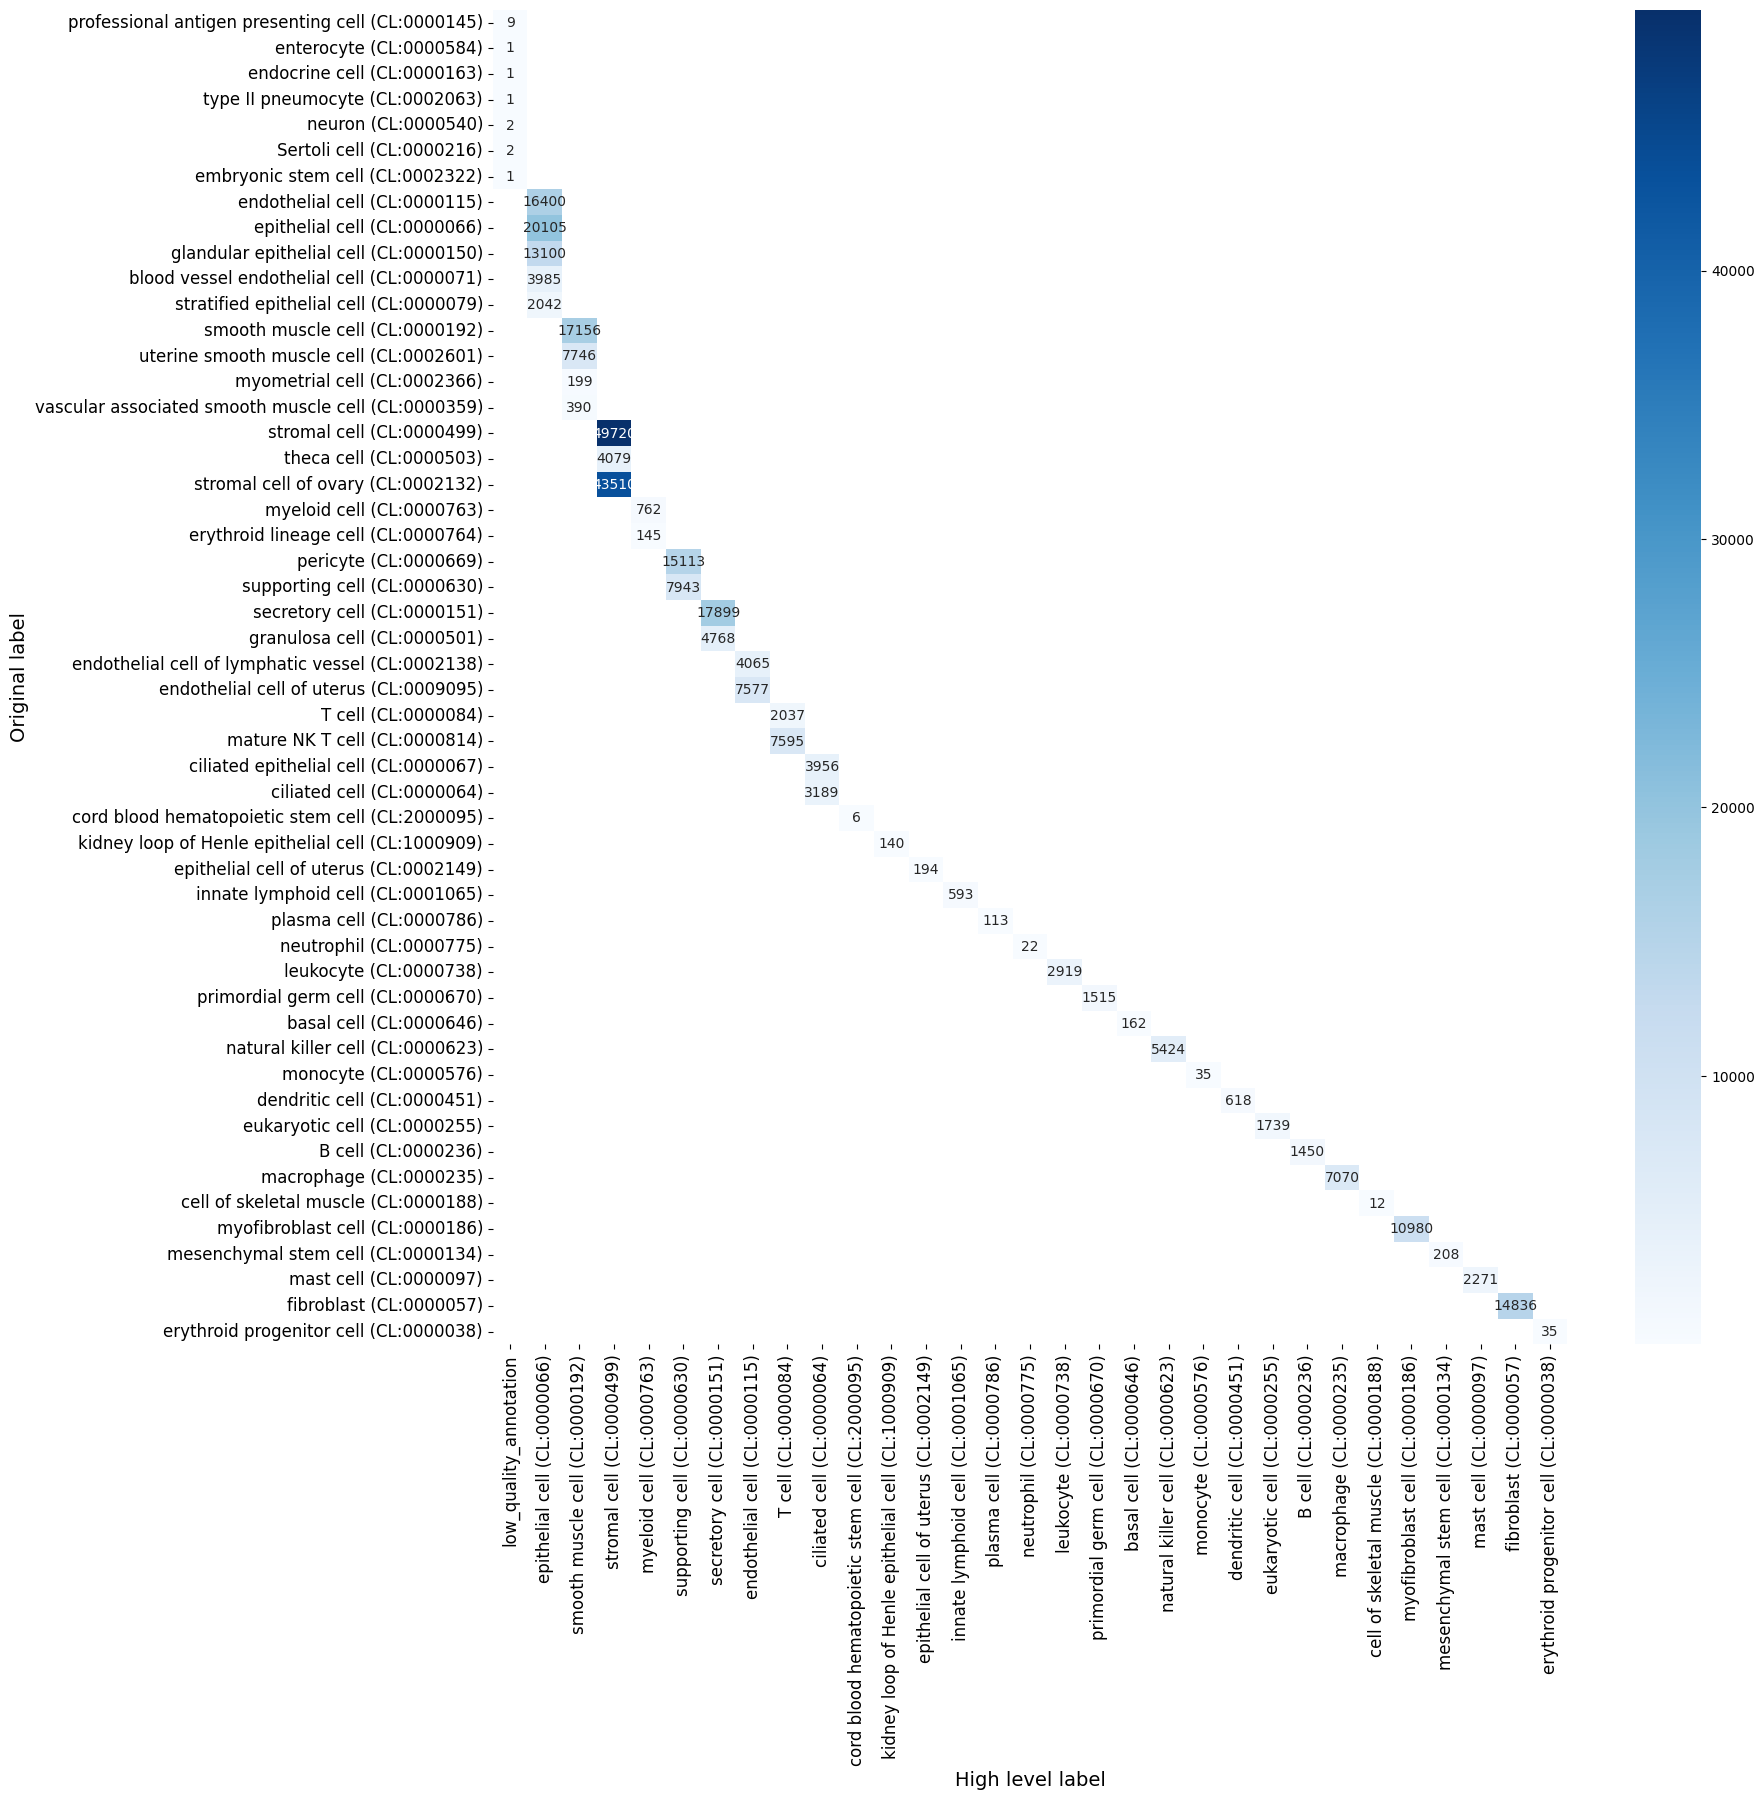 professional antigen presenting cell (CL:0000145)
9
enterocyte (CL:0000584)
1
endocrine cell (CL:0000163)
1
type II pneumocyte (CL:0002063)
1
neuron (CL:0000540)
2
Sertoli cell (CL:0000216)
2
embryonic stem cell (CL:0002322)
1
endothelial cell (CL:0000115)
16400
epithelial cell (CL:0000066)
20105
glandular epithelial cell (CL:0000150)
13100
blood vessel endothelial cell (CL:0000071)
3985
stratified epithelial cell (CL:0000079)
2042
smooth muscle cell (CL:0000192)
17156
uterine smooth muscle cell (CL:0002601)
7746
myometrial cell (CL:0002366)
199
vascular associated smooth muscle cell (CL:0000359)
390
stromal cell (CL:0000499)
49720
theca cell (CL:0000503)
4079
stromal cell of ovary (CL:0002132)
43510
myeloid cell (CL:0000763)
762
erythroid lineage cell (CL:0000764)
145
pericyte (CL:0000669)
15113
supporting cell (CL:0000630)
7943
secretory cell (CL:0000151)
17899
granulosa cell (CL:0000501)
4768
endothelial cell of lymphatic vessel (CL:0002138)
4065
endothelial cell of uterus (CL:0009095)
7577
T cell (CL:0000084)
2037
mature NK T cell (CL:0000814)
7595
ciliated epithelial cell (CL:0000067)
3956
ciliated cell (CL:0000064)
3189
cord blood hematopoietic stem cell (CL:2000095)
6
kidney loop of Henle epithelial cell (CL:1000909)
140
epithelial cell of uterus (CL:0002149)
194
innate lymphoid cell (CL:0001065)
593
plasma cell (CL:0000786)
113
neutrophil (CL:0000775)
22
leukocyte (CL:0000738)
2919
primordial germ cell (CL:0000670)
1515
basal cell (CL:0000646)
162
natural killer cell (CL:0000623)
5424
monocyte (CL:0000576)
35
dendritic cell (CL:0000451)
618
eukaryotic cell (CL:0000255)
1739
B cell (CL:0000236)
1450
macrophage (CL:0000235)
7070
cell of skeletal muscle (CL:0000188)
12
myofibroblast cell (CL:0000186)
10980
mesenchymal stem cell (CL:0000134)
208
mast cell (CL:0000097)
2271
fibroblast (CL:0000057)
14836
erythroid progenitor cell (CL:0000038)
35
Original label
low_quality_annotation
epithelial cell (CL:0000066)
smooth muscle cell (CL:0000192)
stromal cell (CL:0000499)
myeloid cell (CL:0000763)
supporting cell (CL:0000630)
secretory cell (CL:0000151)
endothelial cell (CL:0000115)
T cell (CL:0000084)
ciliated cell (CL:0000064)
cord blood hematopoietic stem cell (CL:2000095)
kidney loop of Henle epithelial cell (CL:1000909)
epithelial cell of uterus (CL:0002149)
innate lymphoid cell (CL:0001065)
plasma cell (CL:0000786)
neutrophil (CL:0000775)
leukocyte (CL:0000738)
primordial germ cell (CL:0000670)
basal cell (CL:0000646)
natural killer cell (CL:0000623)
monocyte (CL:0000576)
dendritic cell (CL:0000451)
eukaryotic cell (CL:0000255)
B cell (CL:0000236)
macrophage (CL:0000235)
cell of skeletal muscle (CL:0000188)
myofibroblast cell (CL:0000186)
mesenchymal stem cell (CL:0000134)
mast cell (CL:0000097)
fibroblast (CL:0000057)
erythroid progenitor cell (CL:0000038)
High level label
40000
30000
20000
10000